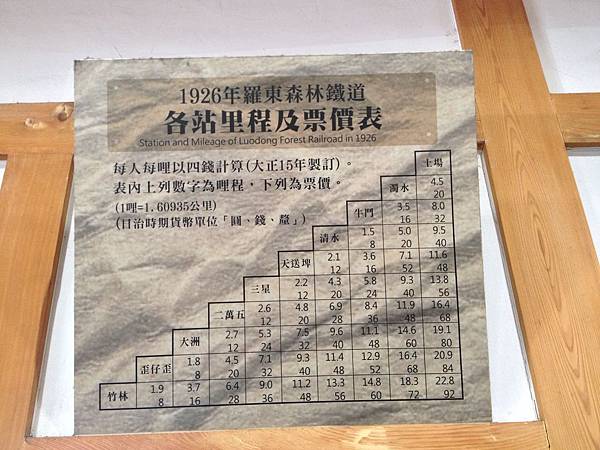 1926年羅東森林鐵道
各站里程及票價表
Station and Mileage of Luodong Forest Railroad in 1926
每人每哩以四錢計算(大正15年製訂)。
表內上列數字為哩程，下列為票價。
(1哩=1.60935公里)
(日治時期貨幣單位「圓、錢、釐」)
土場
濁水 4.5
20
牛鬥 3.5 8.0
16 32
清水 1.5 5.0 9.5
8 20 40
天送埤 2.1 3.6 7.1 11.6
12 16 52 48
三星 2.2 4.3 5.8 9.3 13.8
12 20 24 40 56
二萬五 2.6 4.8 6.9 8.4 11.9 16.4
12 20 28 36 48 68
大洲 2.7 5.3 7.5 9.6 11.1 14.6 19.1
12 24 32 40 48 60 80
歪仔歪 1.8 4.5 7.1 9.3 11.4 12.9 16.4 20.9
8 20 32 40 48 52 68 84
竹林 1.9 3.7 6.4 9.0 11.2 13.3 14.8 18.3 22.8
8 16 28 36 48 56 60 72 92